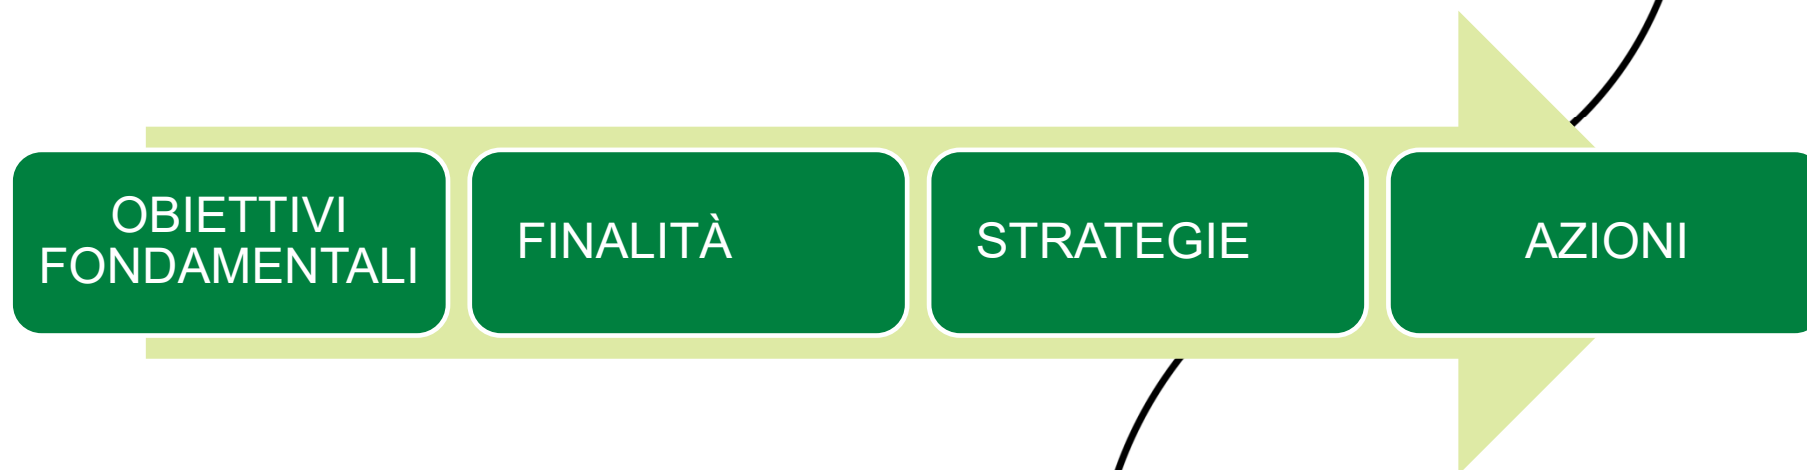 OBIETTIVI
FONDAMENTALI
FINALITÀ
STRATEGIE
AZIONI